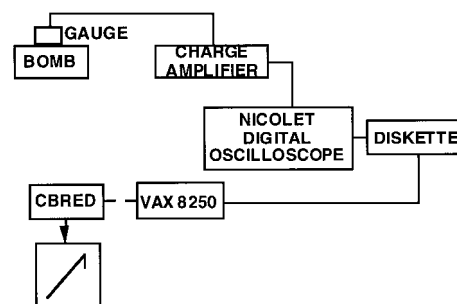 GAUGE
BOMB
CHARGE
AMPLIFIER
NICOLET
DIGITAL
OSCILLOSCOPE
DISKETTE
CBRED
VAX 8250